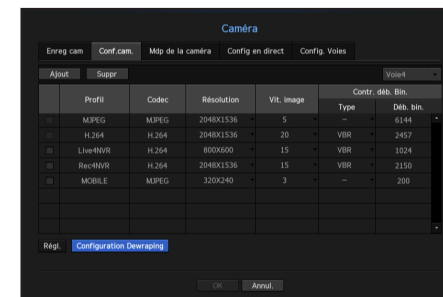 Caméra
Enreg cam Conf.cam. Mdp de la caméra Config en direct Config. Voies
Ajout Suppr Voie4
Profil Codec Résolution Vit. image Contr. déb. Bin.
Type Déb. bin.
MJPEG MJPEG 2048X1536 5 – 6144
H.264 H.264 2048X1536 20 VBR 2457
Live4NVR H.264 800X600 15 VBR 1024
Rec4NVR H.264 2048X1536 15 VBR 2150
MOBILE MJPEG 320X240 3 – 200
Régl. Configuration Dewraping
OK Annul.